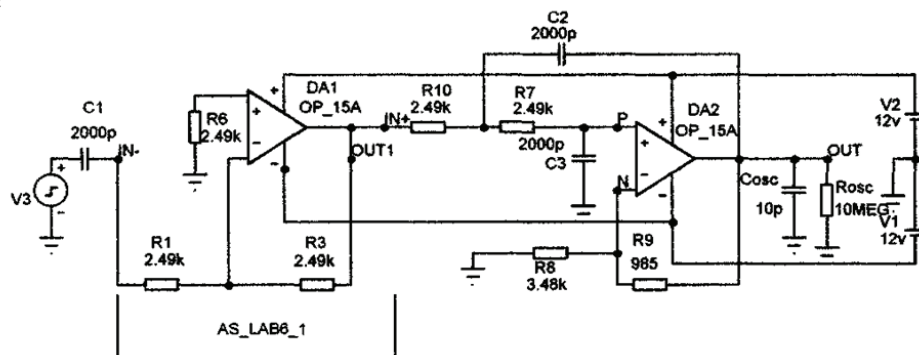 C2
2000p
DA1
OP_15A
R10
2.49k
R7
2.49k
DA2
OP_15A
V2
12v
C1
2000p
R6
2.49k
IN-
IN+
OUT1
2000p
C3
P
N
OUT
Cosc
10p
Rosc
10MEG
V1
12v
V3
R1
2.49k
R3
2.49k
R9
985
R8
3.48k
AS_LAB6_1